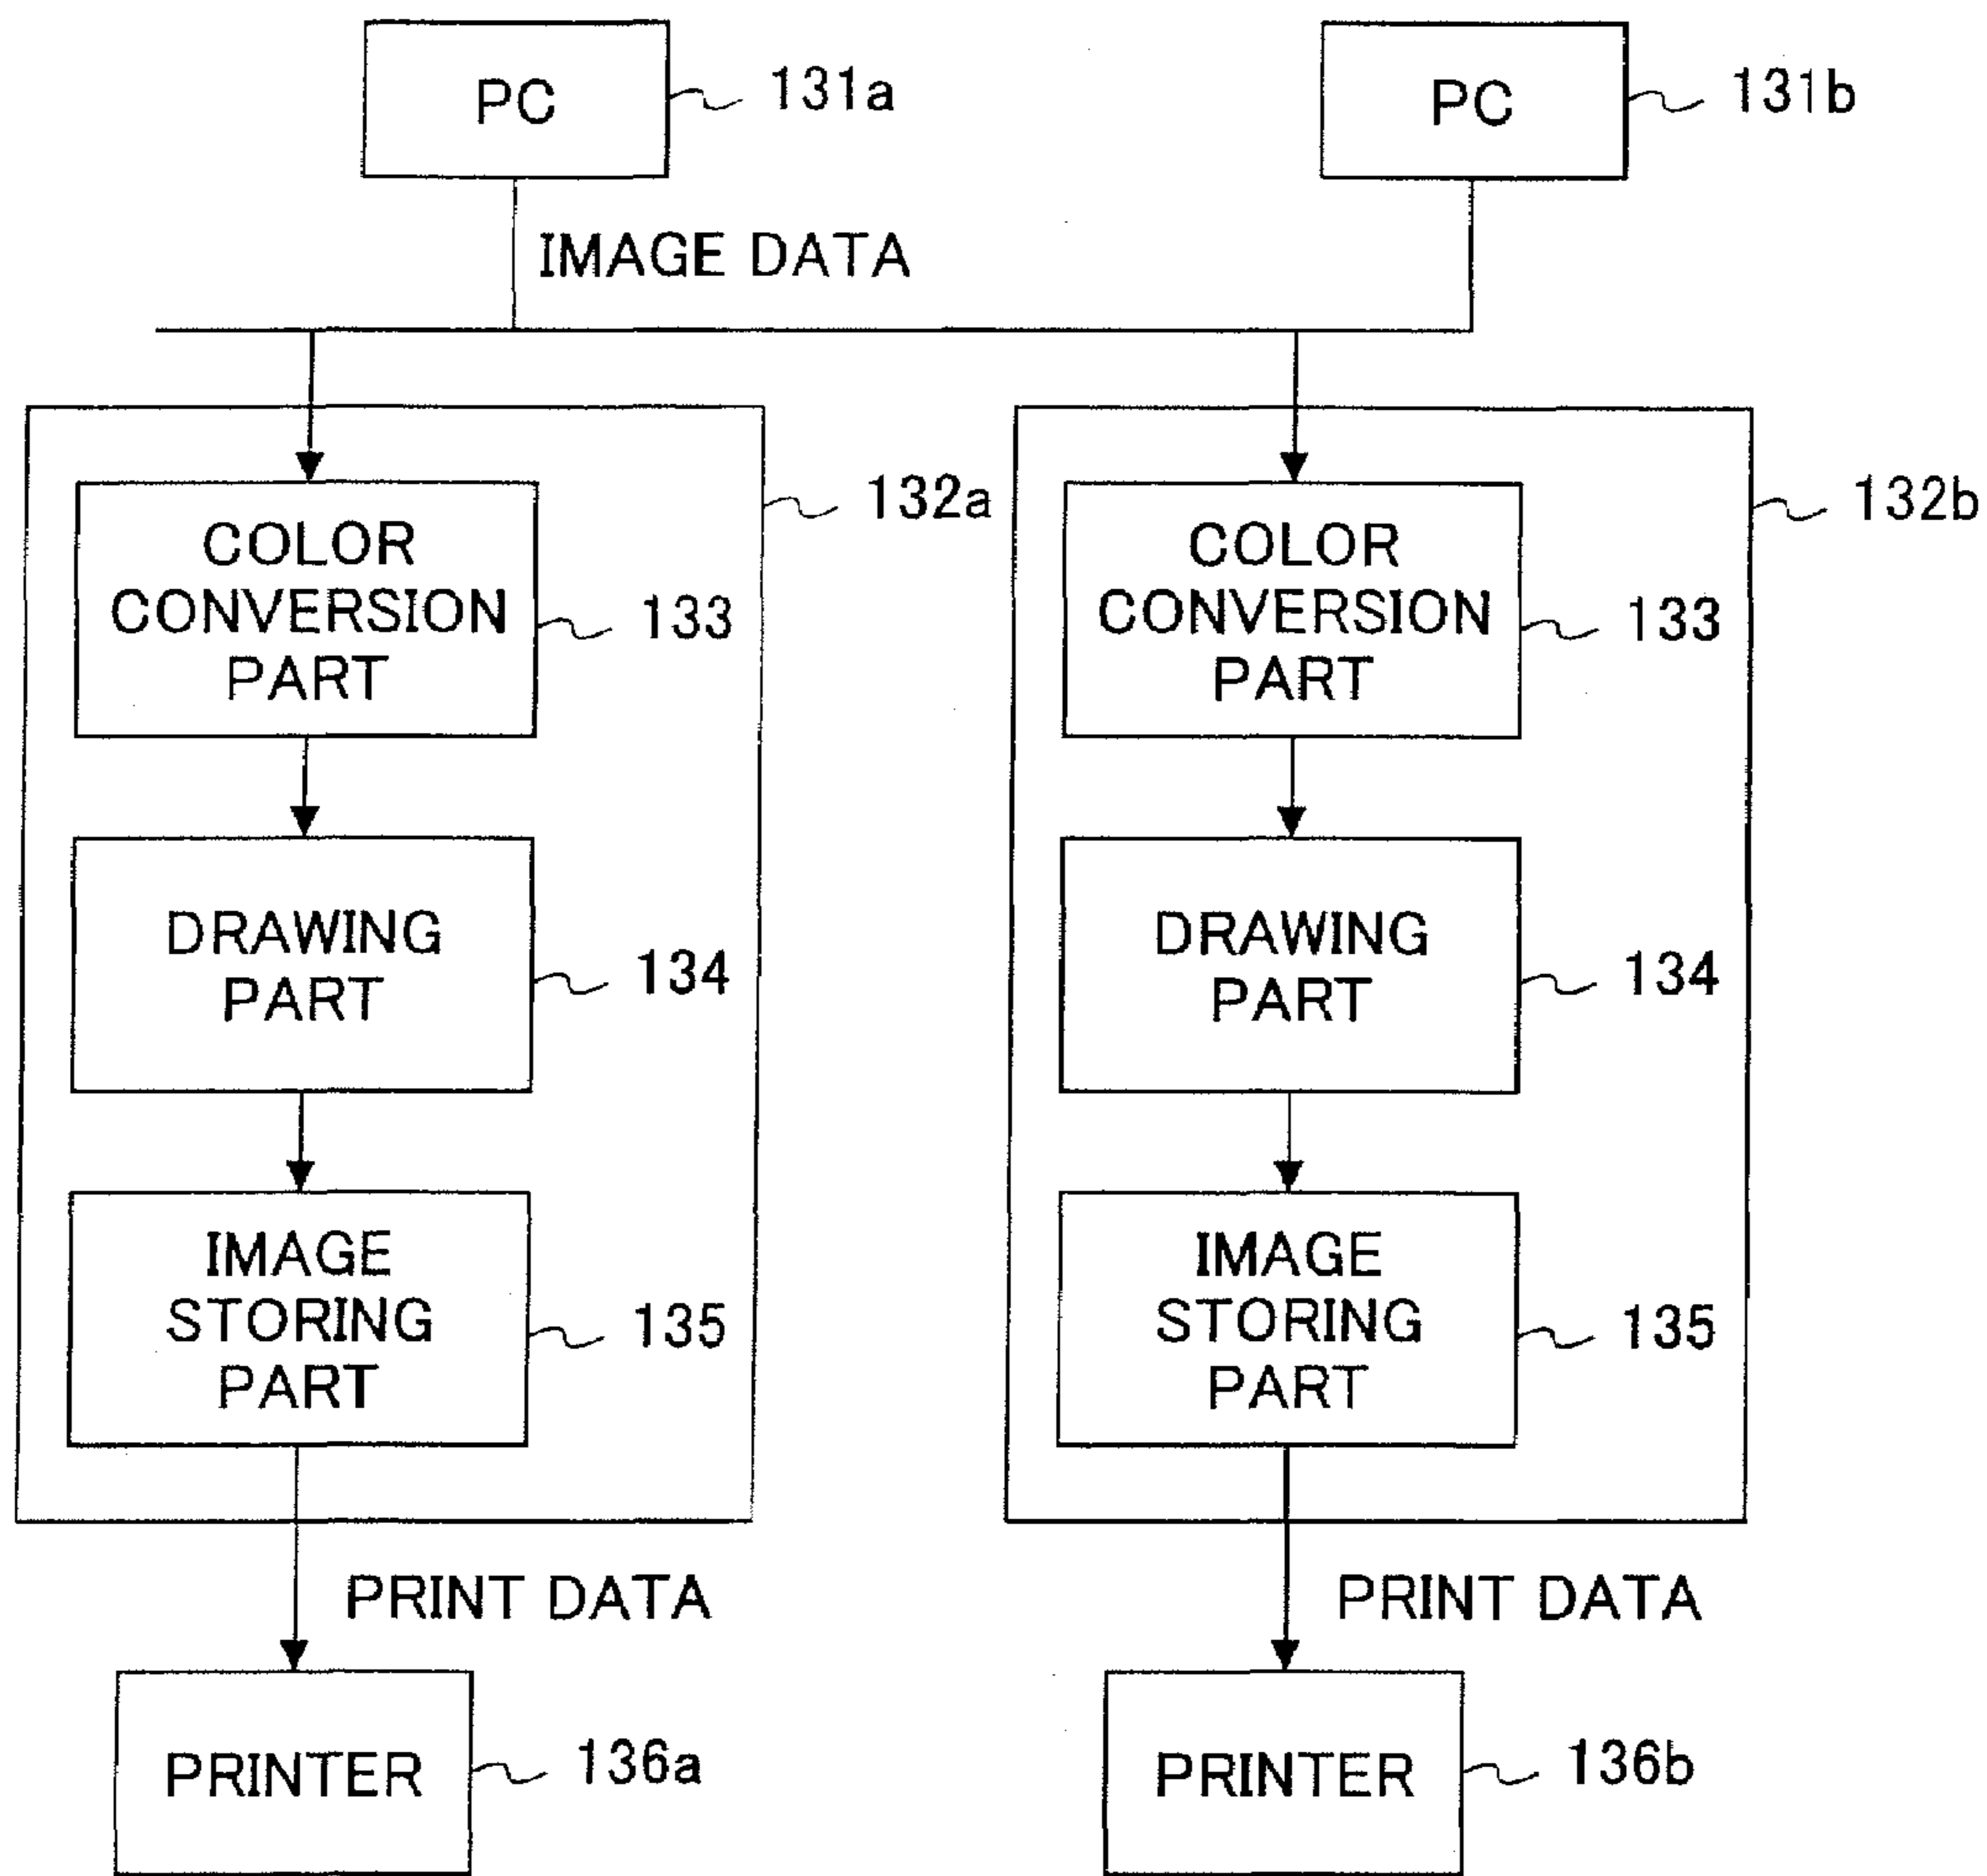 PC
131a
PC
131b
IMAGE DATA
132a
132b
COLOR
CONVERSION
PART
133
COLOR
CONVERSION
PART
133
DRAWING
PART
134
DRAWING
PART
134
IMAGE
STORING
PART
135
IMAGE
STORING
PART
135
PRINT DATA
PRINT DATA
PRINTER
136a
PRINTER
136b